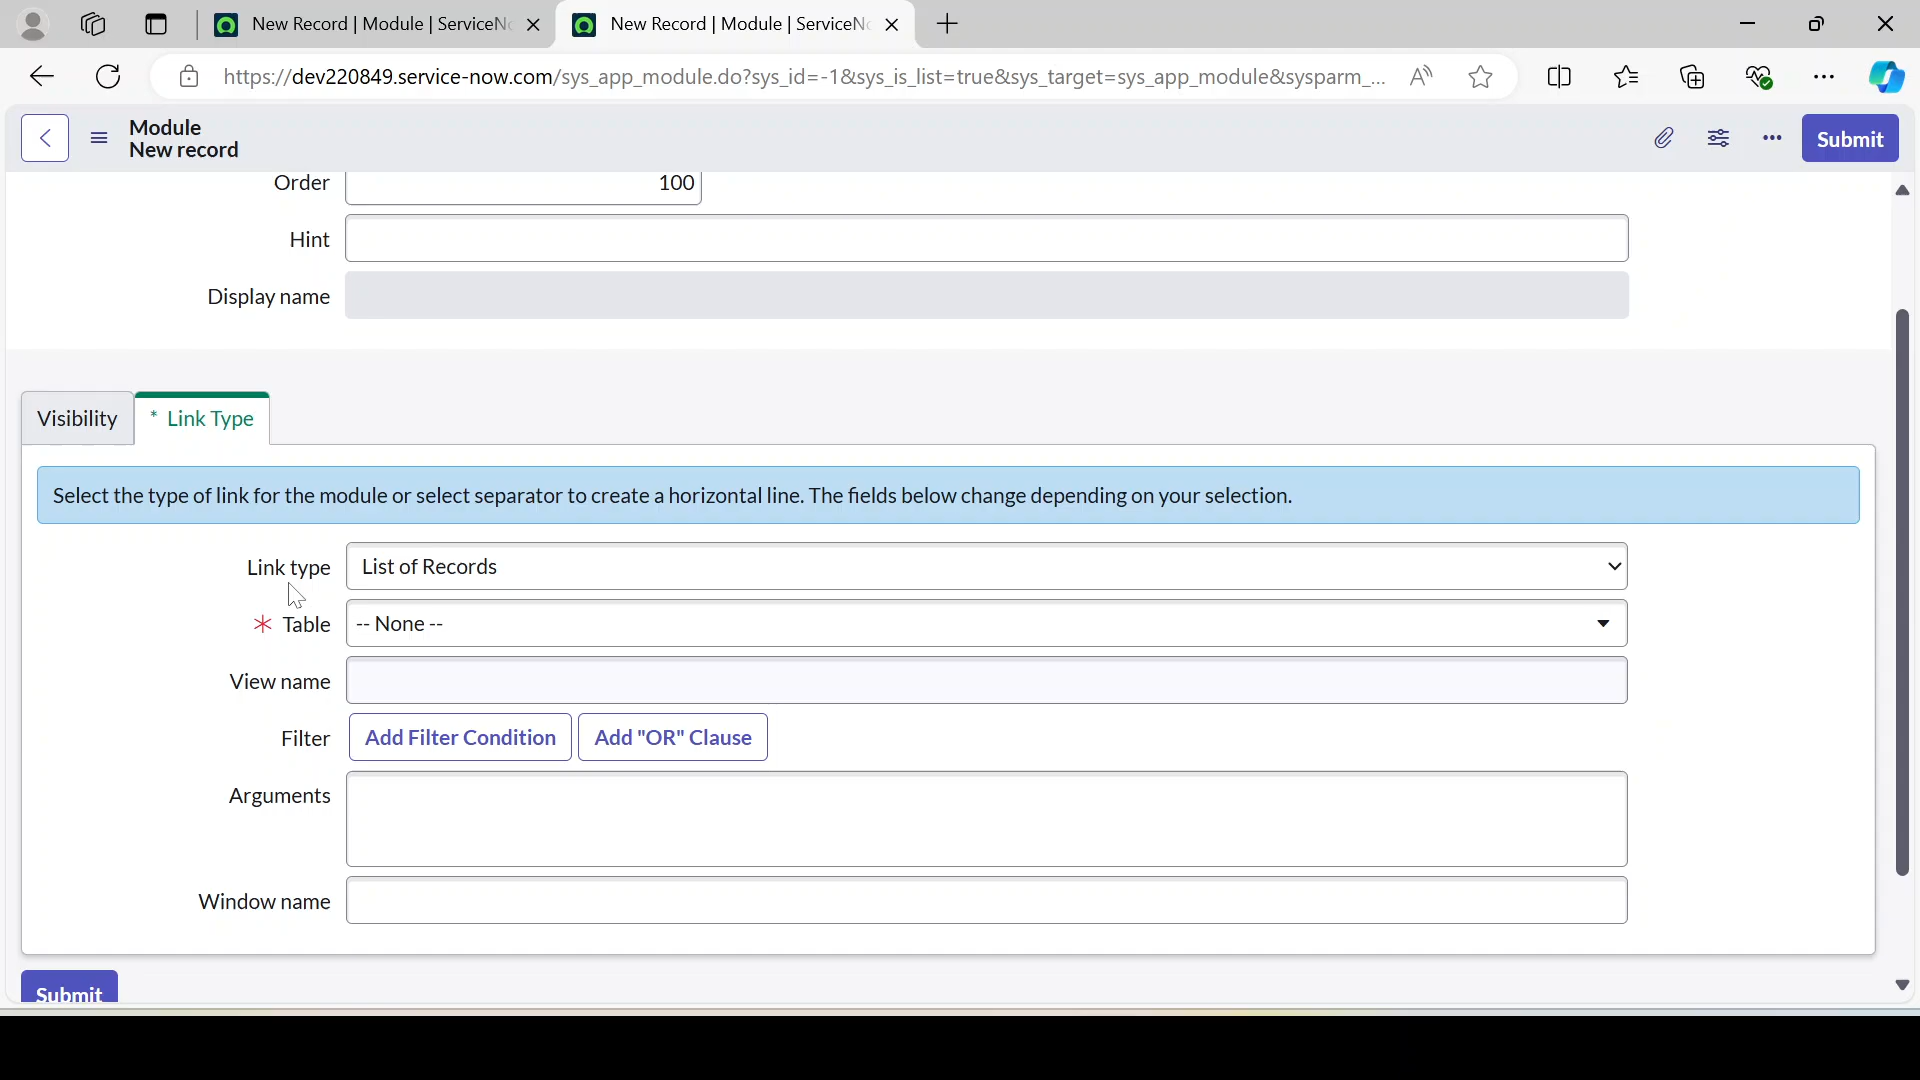 New Record | Module | ServiceN
New Record | Module | ServiceN
https://dev220849.service-now.com/sys_app_module.do?sys_id=-1&sys_is_list=true&sys_target=sys_app_module&sysparm_...
Module
New record
Submit
Order
100
Hint
Display name
Visibility
* Link Type
Select the type of link for the module or select separator to create a horizontal line. The fields below change depending on your selection.
Link type
List of Records
* Table
-- None --
View name
Filter
Add Filter Condition
Add "OR" Clause
Arguments
Window name
Submit